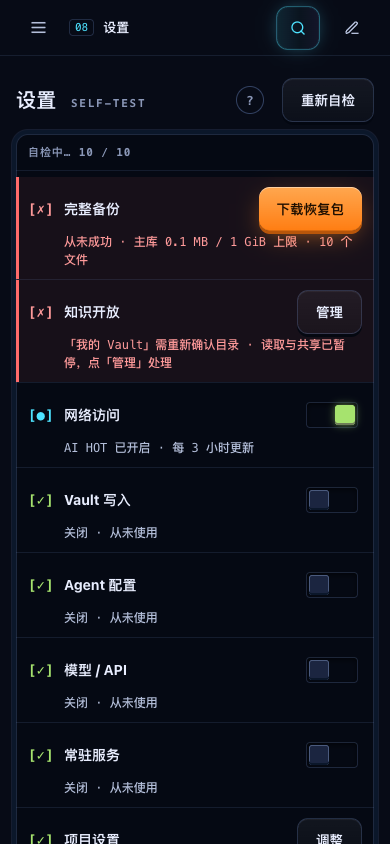 08 设置
设置 SELF-TEST ? 重新自检
自检中… 10 / 10
[✗] 完整备份 下载恢复包
从未成功 · 主库 0.1 MB / 1 GiB 上限 · 10 个
文件
[✗] 知识开放 管理
「我的 Vault」需重新确认目录 · 读取与共享已暂
停，点「管理」处理
[●] 网络访问
AI HOT 已开启 · 每 3 小时更新
[✓] Vault 写入
关闭 · 从未使用
[✓] Agent 配置
关闭 · 从未使用
[✓] 模型 / API
关闭 · 从未使用
[✓] 常驻服务
关闭 · 从未使用
[✓] 项目设置 调整